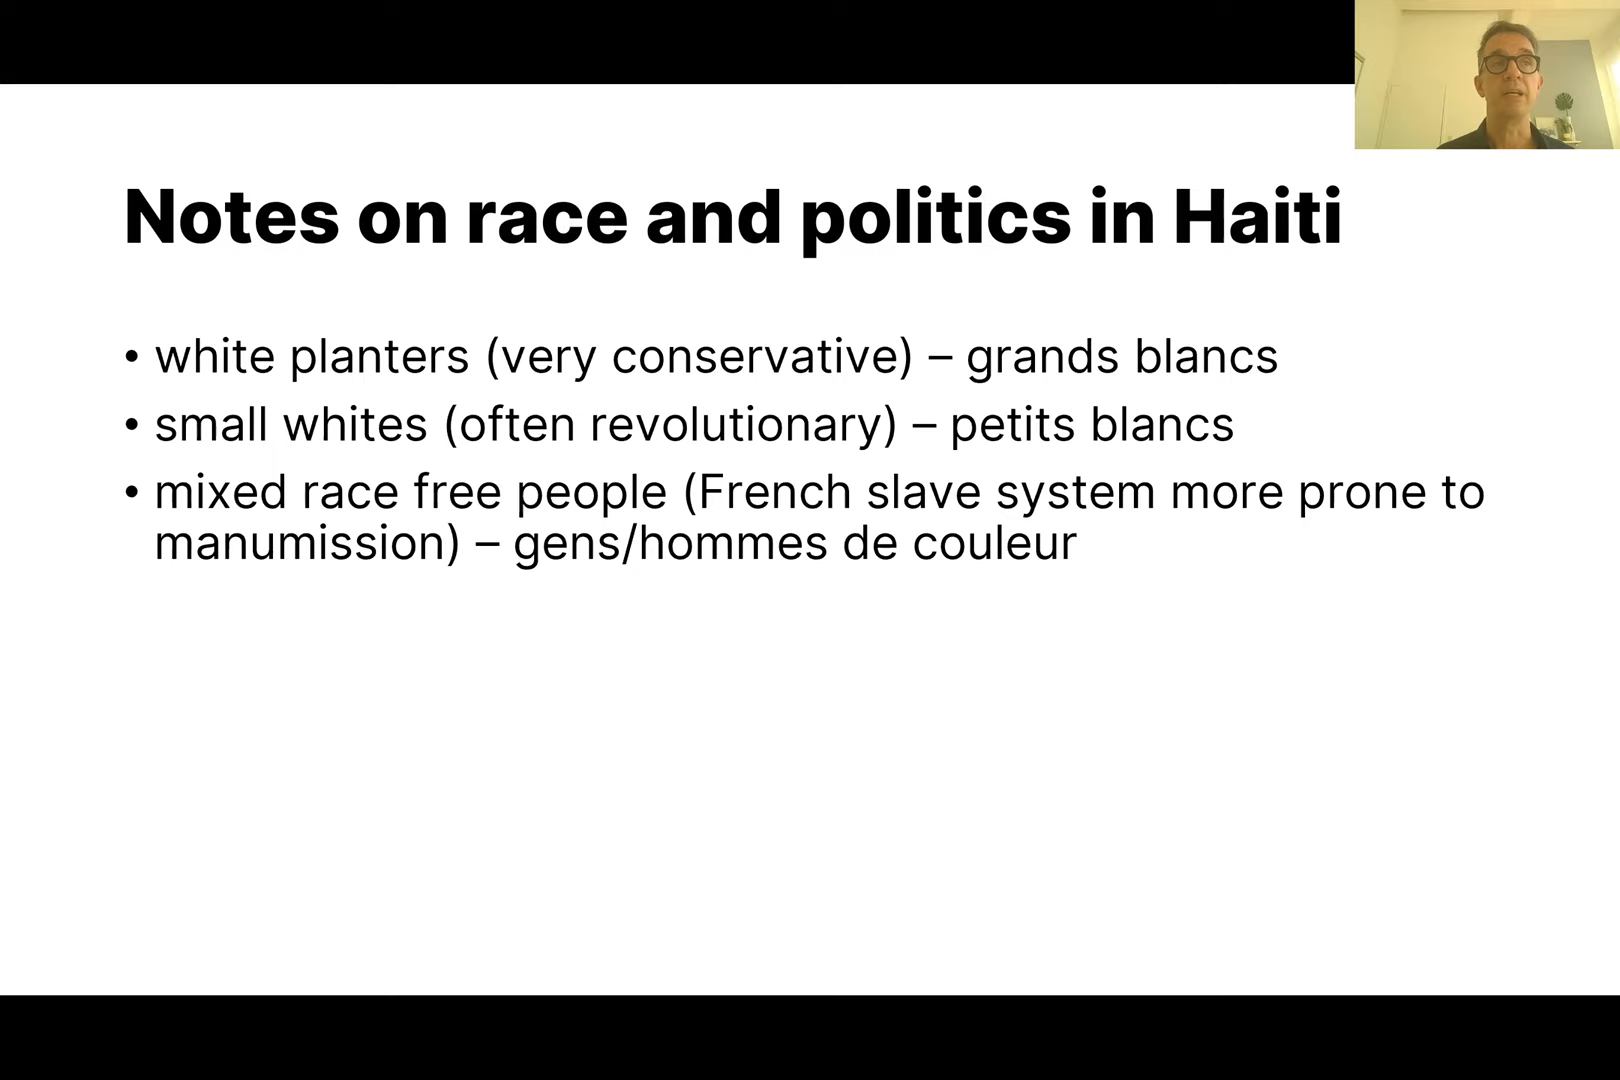 Notes on race and politics in Haiti
• white planters (very conservative) – grands blancs
• small whites (often revolutionary) – petits blancs
• mixed race free people (French slave system more prone to
manumission) – gens/hommes de couleur